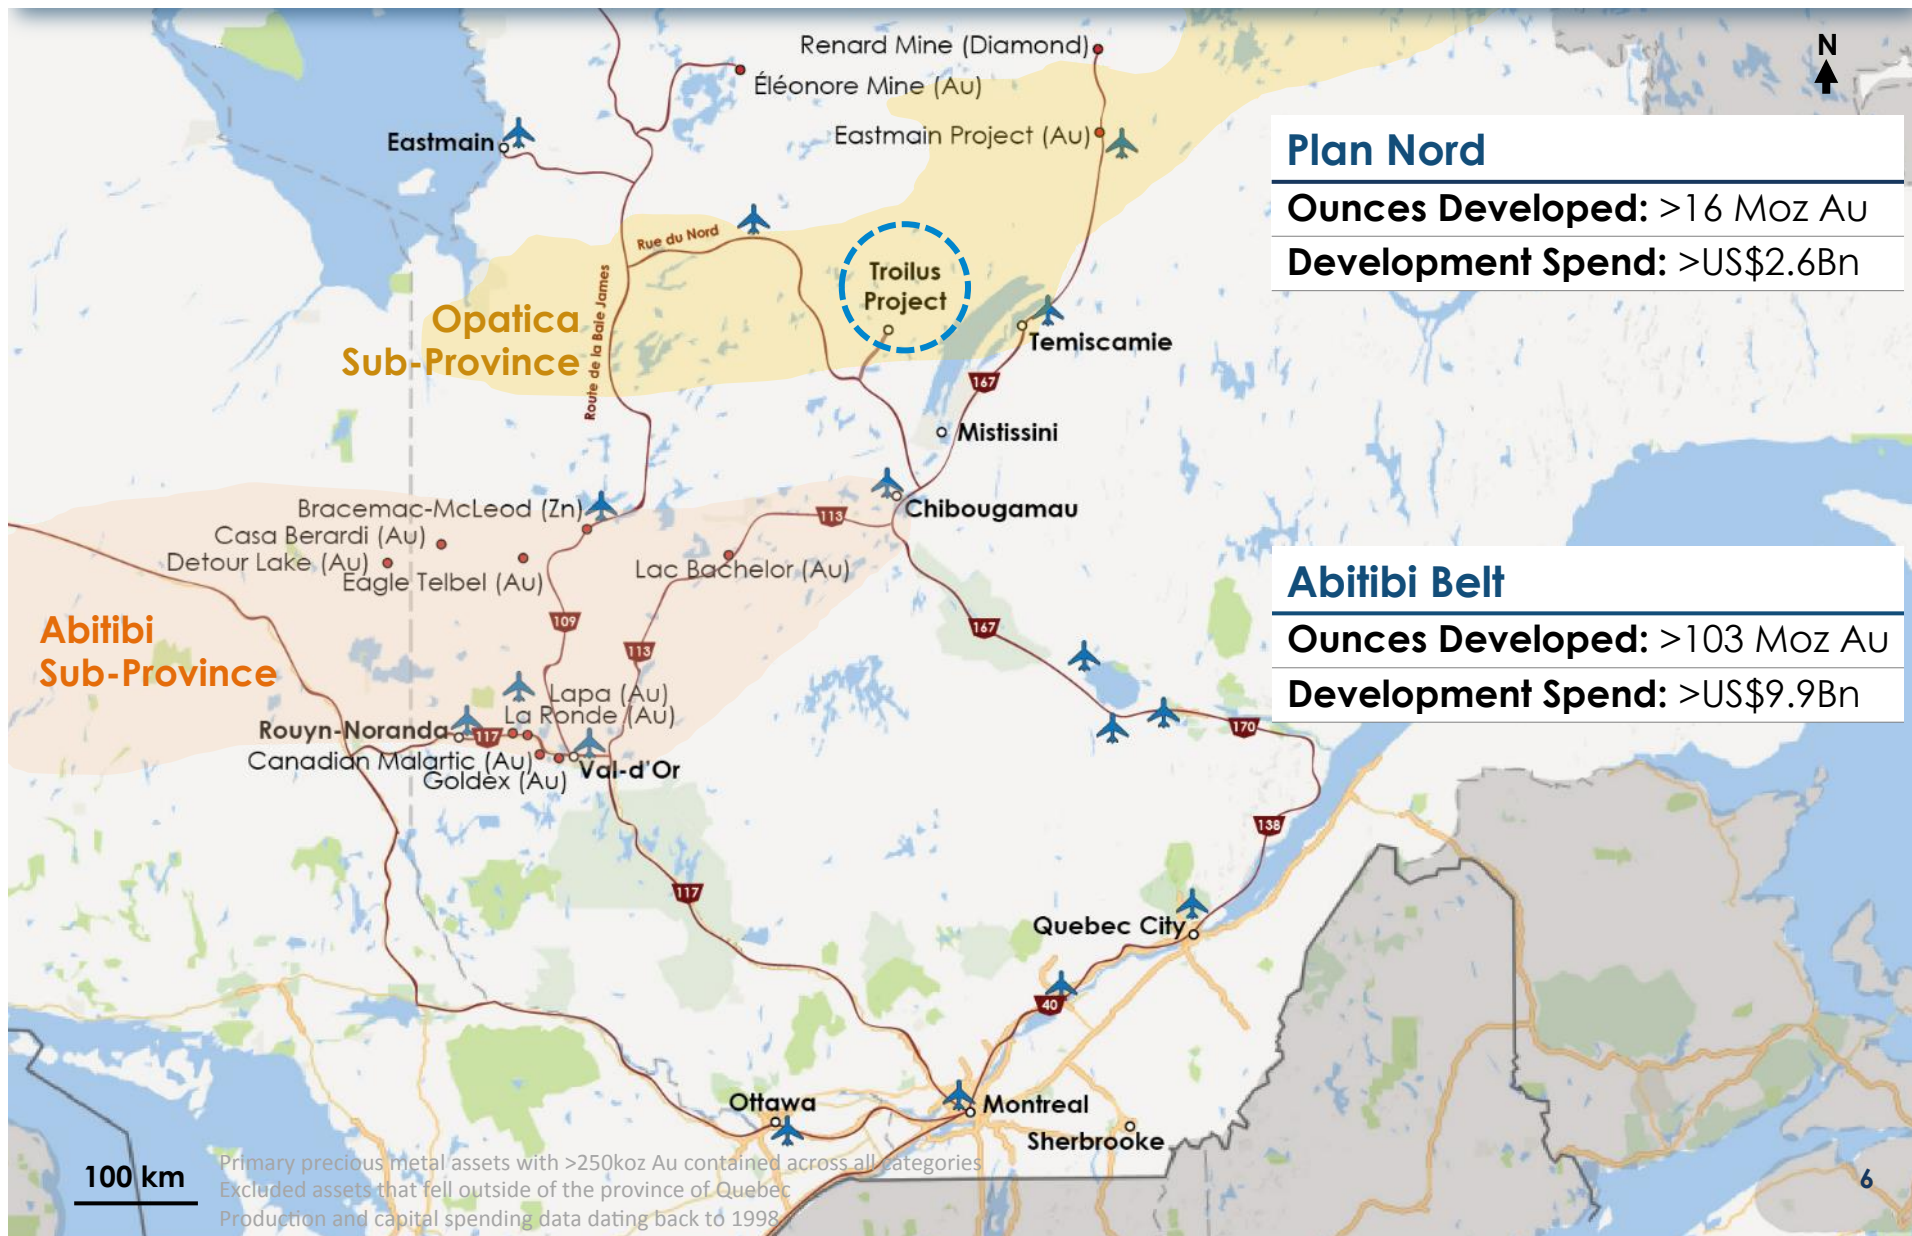 Renard Mine (Diamond)
N
Éléonore Mine (Au)
Eastmain
Eastmain Project (Au)
Plan Nord
Ounces Developed: >16 Moz Au
Development Spend: >US$2.6Bn
Rue du Nord
Troilus
Project
Route de la Baie James
Opatica
Sub-Province
Temiscamie
167
Mistissini
Bracemac-McLeod (Zn)
Chibougamau
113
Casa Berardi (Au)
Detour Lake (Au)
Eagle Telbel (Au)
Lac Bachelor (Au)
Abitibi Belt
Ounces Developed: >103 Moz Au
Development Spend: >US$9.9Bn
109
167
113
Abitibi
Sub-Province
Lapa (Au)
La Ronde (Au)
Rouyn-Noranda
117
170
Canadian Malartic (Au)
Val-d'Or
Goldex (Au)
138
117
Quebec City
40
Ottawa
Montreal
Sherbrooke
100 km
Primary precious metal assets with >250koz Au contained across all categories
Excluded assets that fell outside of the province of Quebec
Production and capital spending data dating back to 1998
6